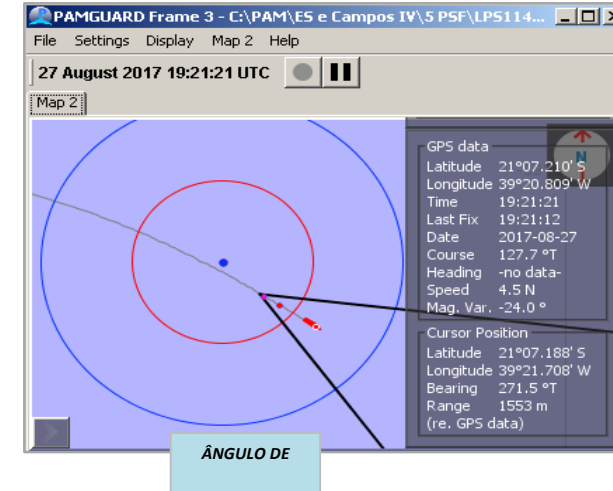 PAMGUARD Frame 3 - C:\PAM\ES e Campos IV\5 PSF\LPS114...
File Settings Display Map 2 Help
27 August 2017 19:21:21 UTC
Map 2
N
GPS data
Latitude 21°07.210' S
Longitude 39°20.809' W
Time 19:21:21
Last Fix 19:21:12
Date 2017-08-27
Course 127.7 °T
Heading -no data-
Speed 4.5 N
Mag. Var. -24.0 °
Cursor Position
Latitude 21°07.188' S
Longitude 39°21.708' W
Bearing 271.5 °T
Range 1553 m
(re. GPS data)
ÂNGULO DE